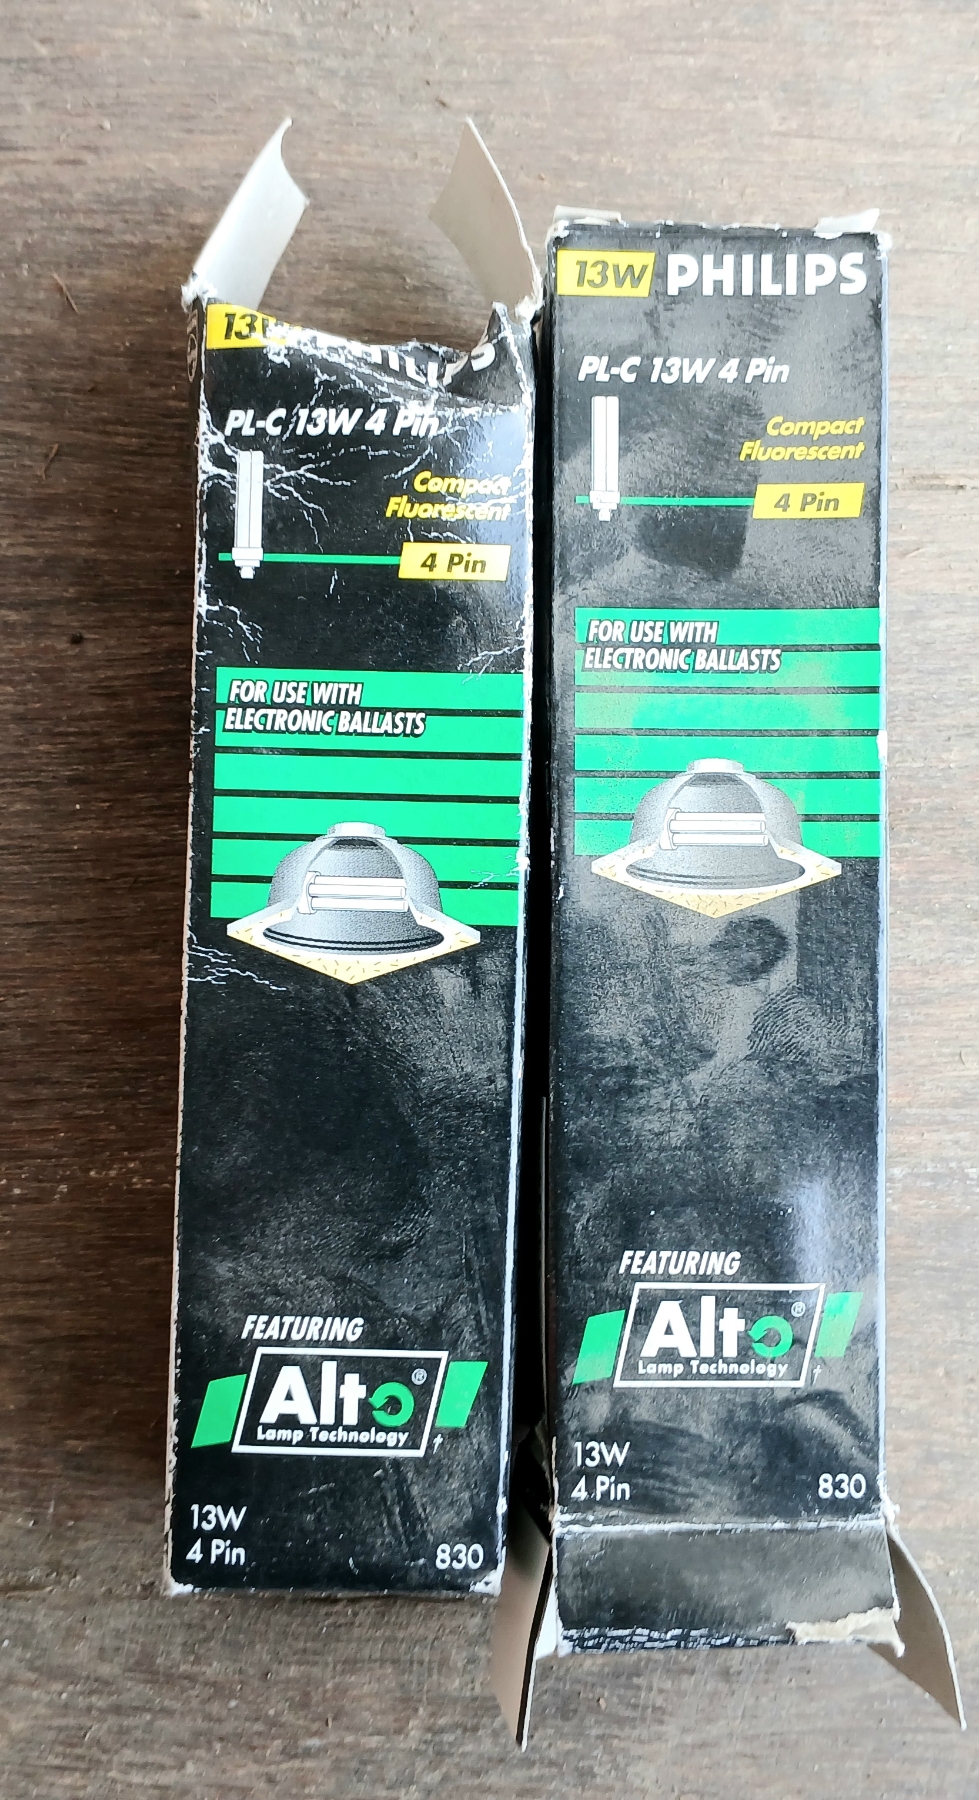 13W
PHILIPS
PL-C 13W 4 Pin
Compact
Fluorescent
4 Pin
FOR USE WITH
ELECTRONIC BALLASTS
FEATURING
Alto®
Lamp Technology †
13W
4 Pin 830
13W PHILIPS
PL-C 13W 4 Pin
Compact
Fluorescent
4 Pin
FOR USE WITH
ELECTRONIC BALLASTS
FEATURING
Alto®
Lamp Technology †
13W
4 Pin 830